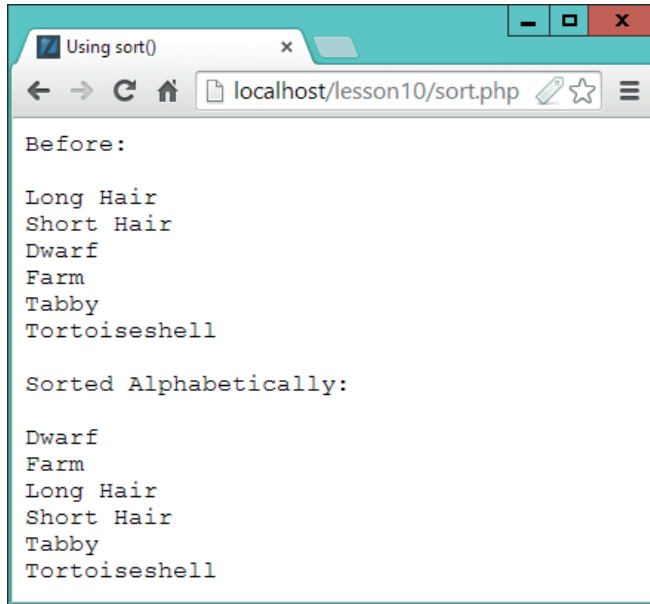 Using sort()
localhost/lesson10/sort.php
Before:
Long Hair
Short Hair
Dwarf
Farm
Tabby
Tortoiseshell
Sorted Alphabetically:
Dwarf
Farm
Long Hair
Short Hair
Tabby
Tortoiseshell